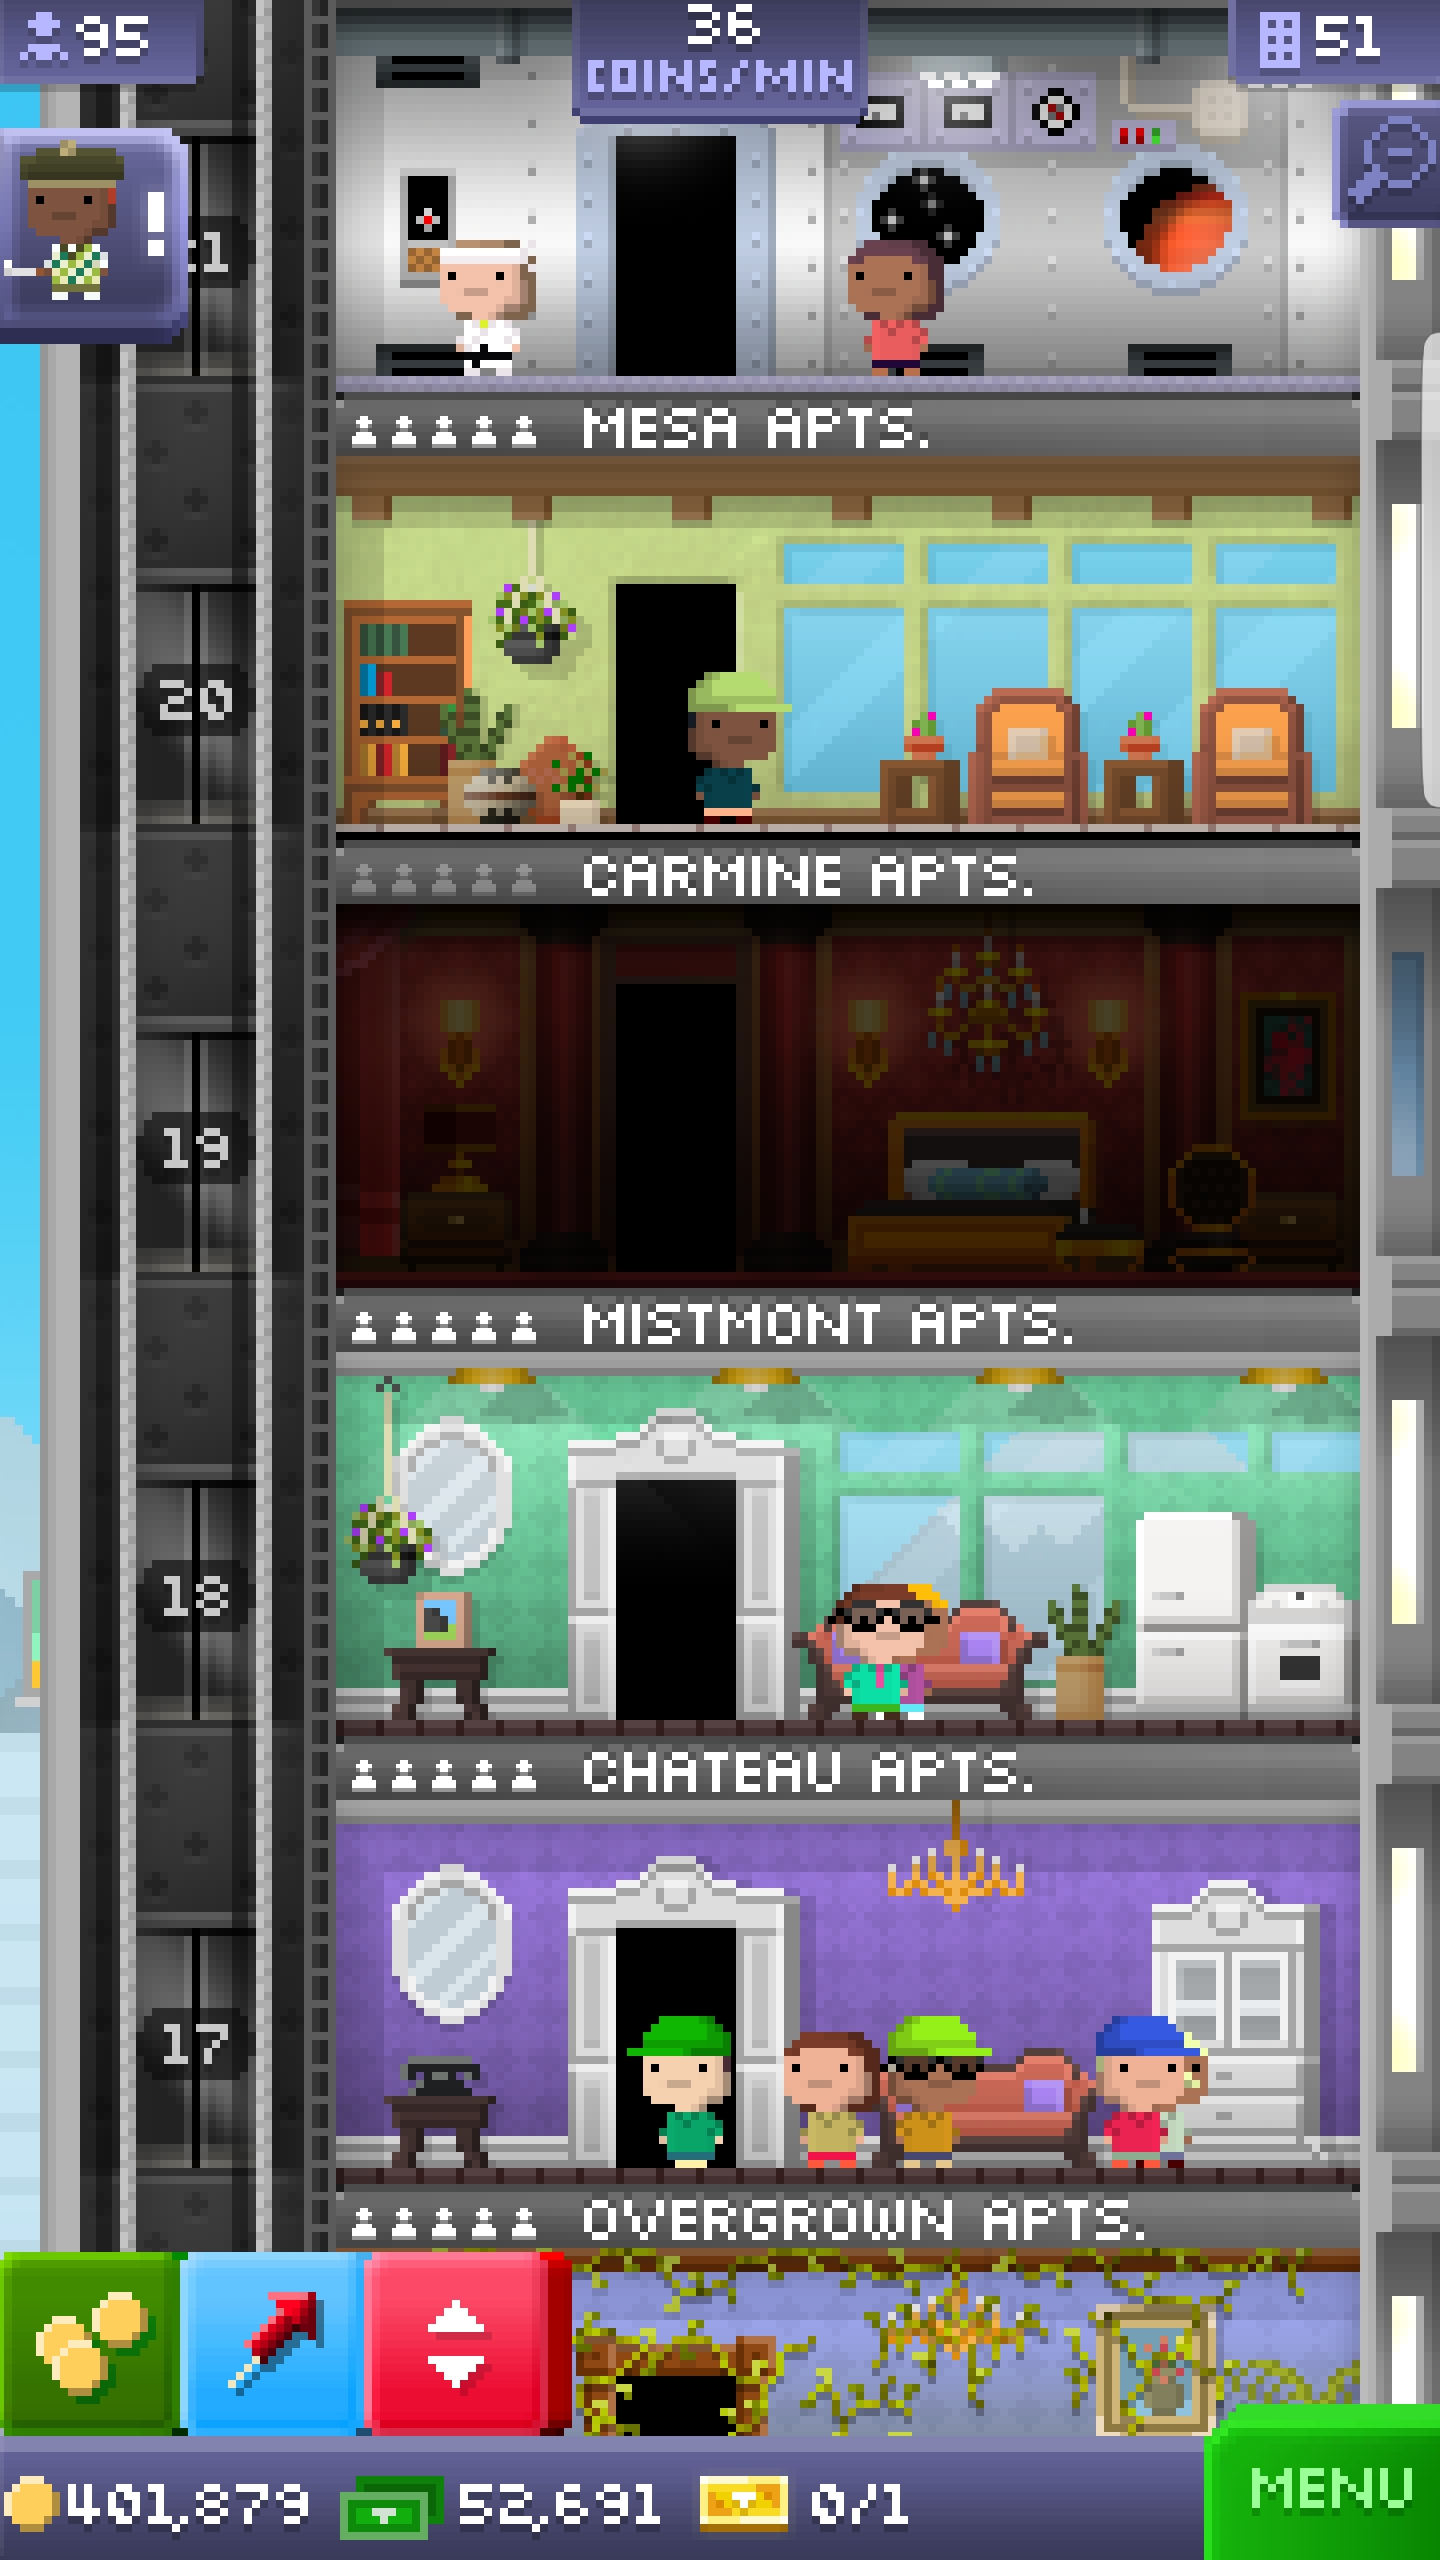 95
36
COINS/MIN
51
!
MESA APTS.
20
CARMINE APTS.
19
MISTMONT APTS.
18
CHATEAU APTS.
17
OVERGROWN APTS.
401,879
52,691
0/1
MENU